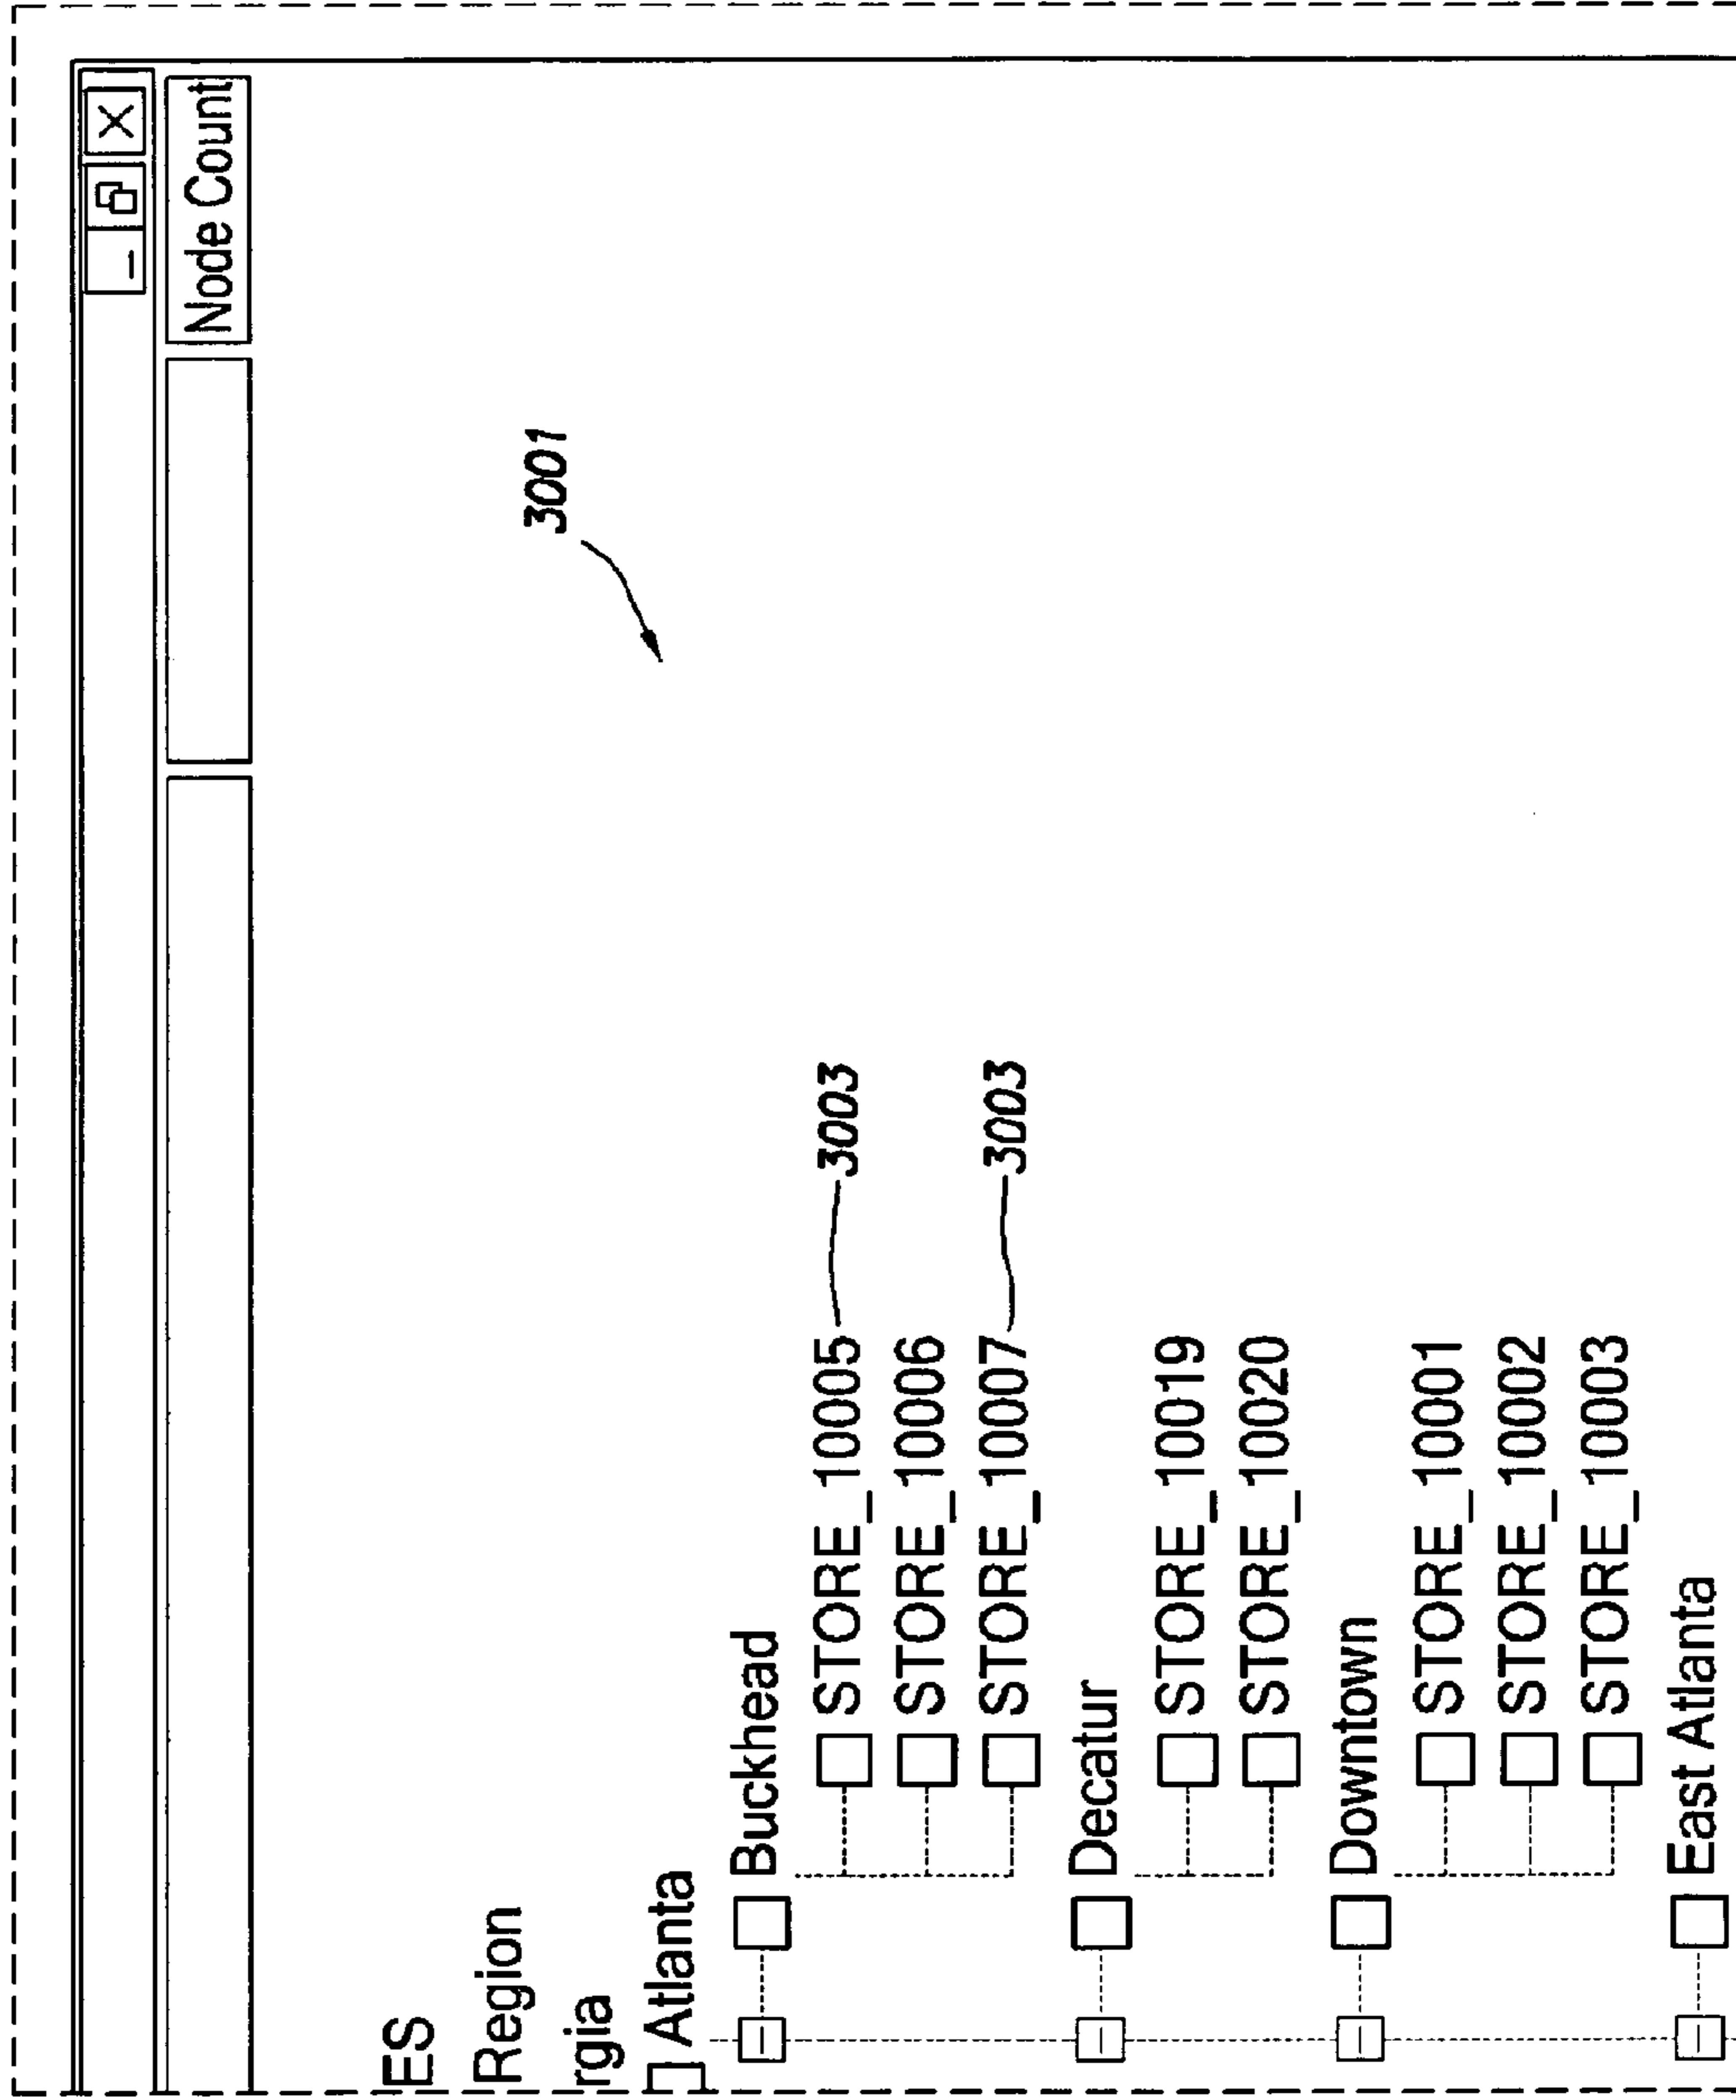 Node Count
3001
ES
Region
rgia
Atlanta
Buckhead
STORE_10005 3003
STORE_10006
STORE_10007 3003
Decatur
STORE_10019
STORE_10020
Downtown
STORE_10001
STORE_10002
STORE_10003
East Atlanta